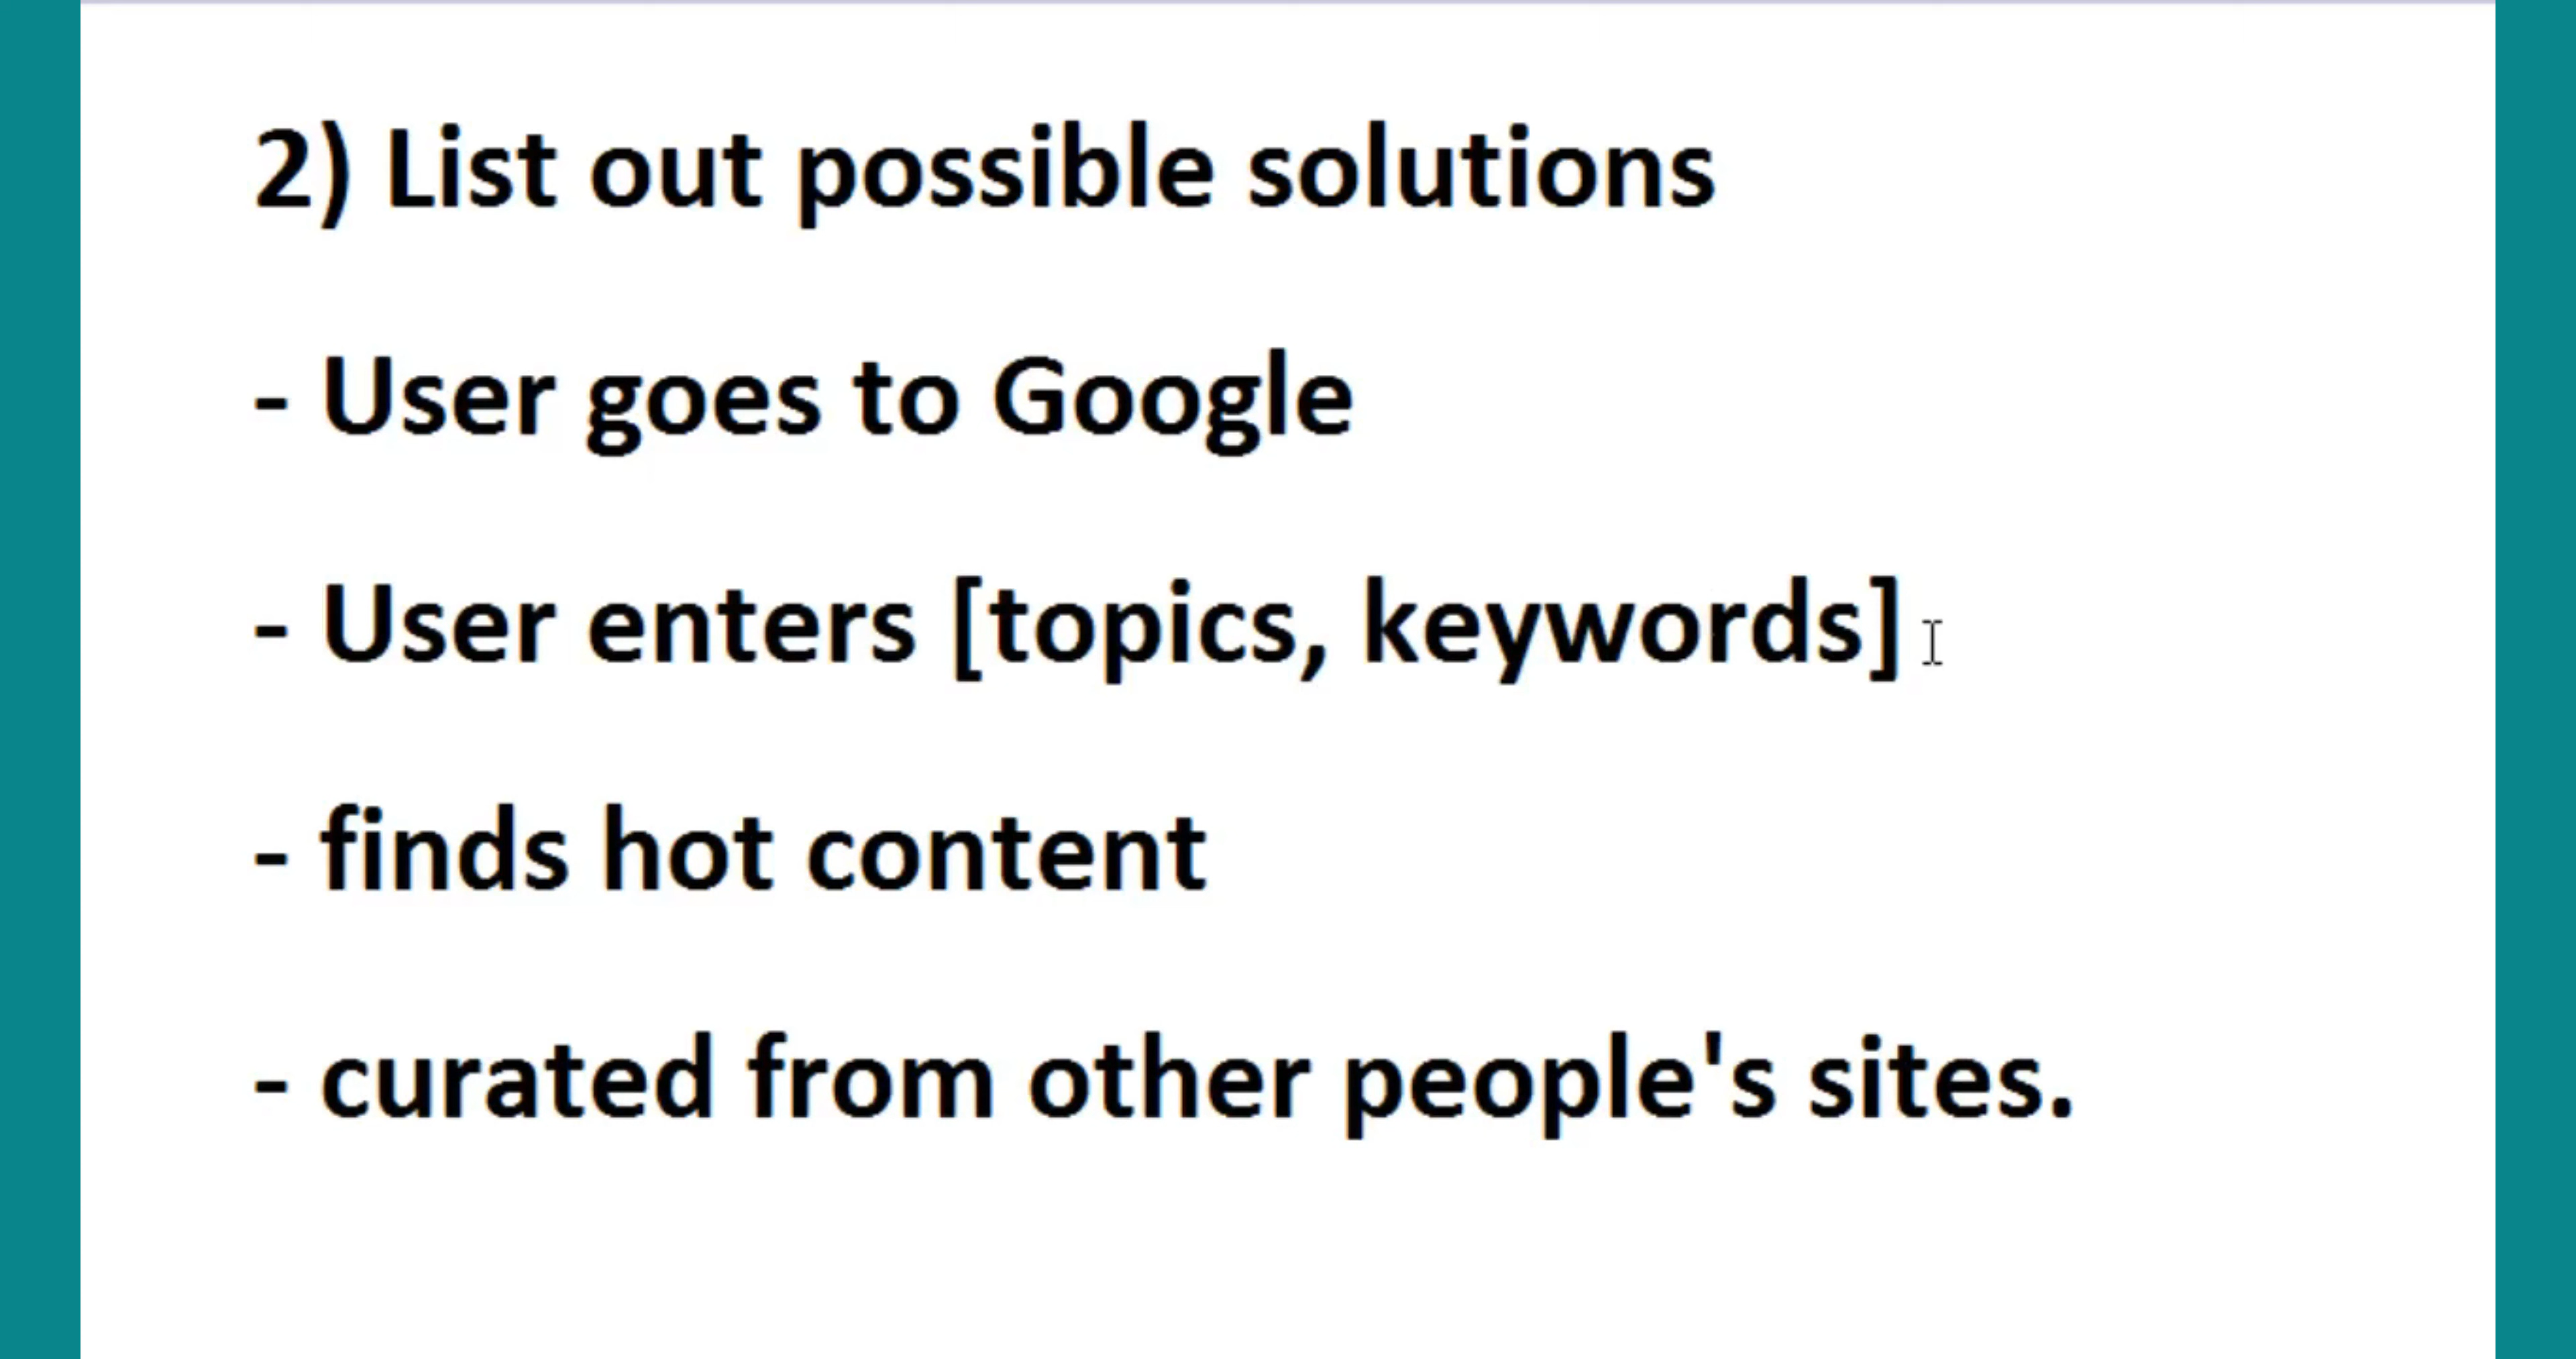 2) List out possible solutions
- User goes to Google
- User enters [topics, keywords]
- finds hot content
- curated from other people's sites.